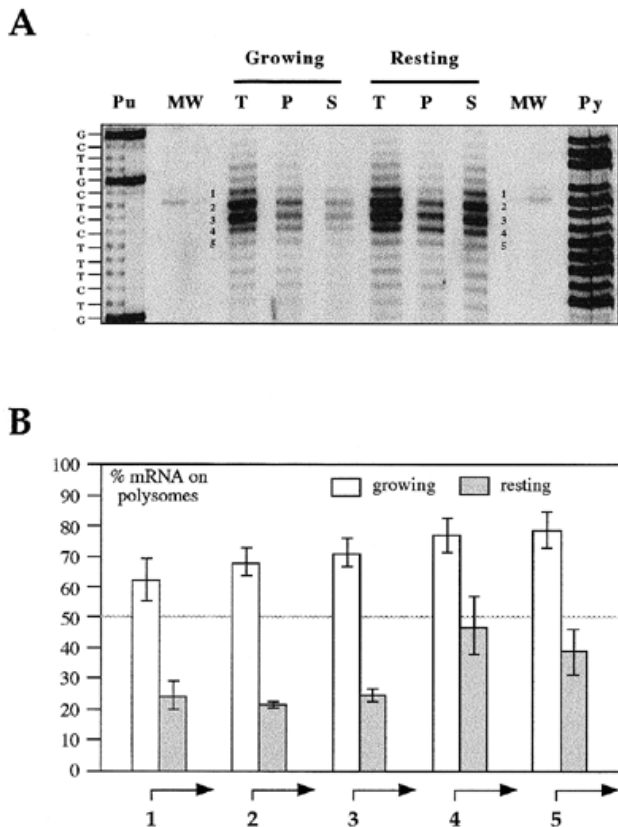 A
Growing Resting
Pu MW T P S T P S MW Py
G
C
T
T
G
C
T
C
C
T
T
T
C
T
G
1 1
2 2
3 3
4 4
5 5
B
100
90
80
70
60
50
40
30
20
10
0
% mRNA on
polysomes
growing resting
1 2 3 4 5